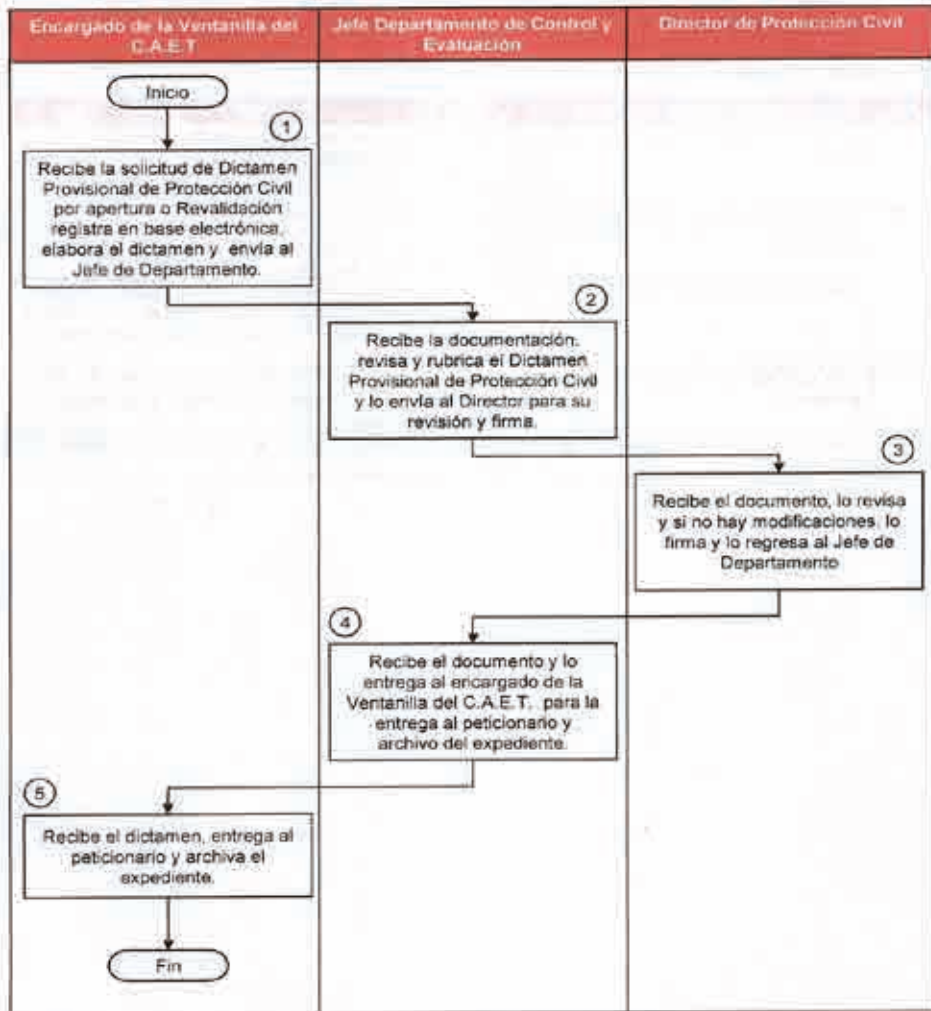 Encargado de la Ventanilla del
C.A.E.T
Jefe Departamento de Control y
Evaluación
Director de Protección Civil
Inicio
1
Recibe la solicitud de Dictamen
Provisional de Protección Civil
por apertura o Revalidación
registra en base electrónica,
elabora el dictamen y envía al
Jefe de Departamento.
2
Recibe la documentación,
revisa y rubrica el Dictamen
Provisional de Protección Civil
y lo envía al Director para su
revisión y firma.
3
Recibe el documento, lo revisa
y si no hay modificaciones, lo
firma y lo regresa al Jefe de
Departamento
4
Recibe el documento y lo
entrega al encargado de la
Ventanilla del C.A.E.T. para la
entrega al peticionario y
archivo del expediente.
5
Recibe el dictamen, entrega al
peticionario y archiva el
expediente.
Fin